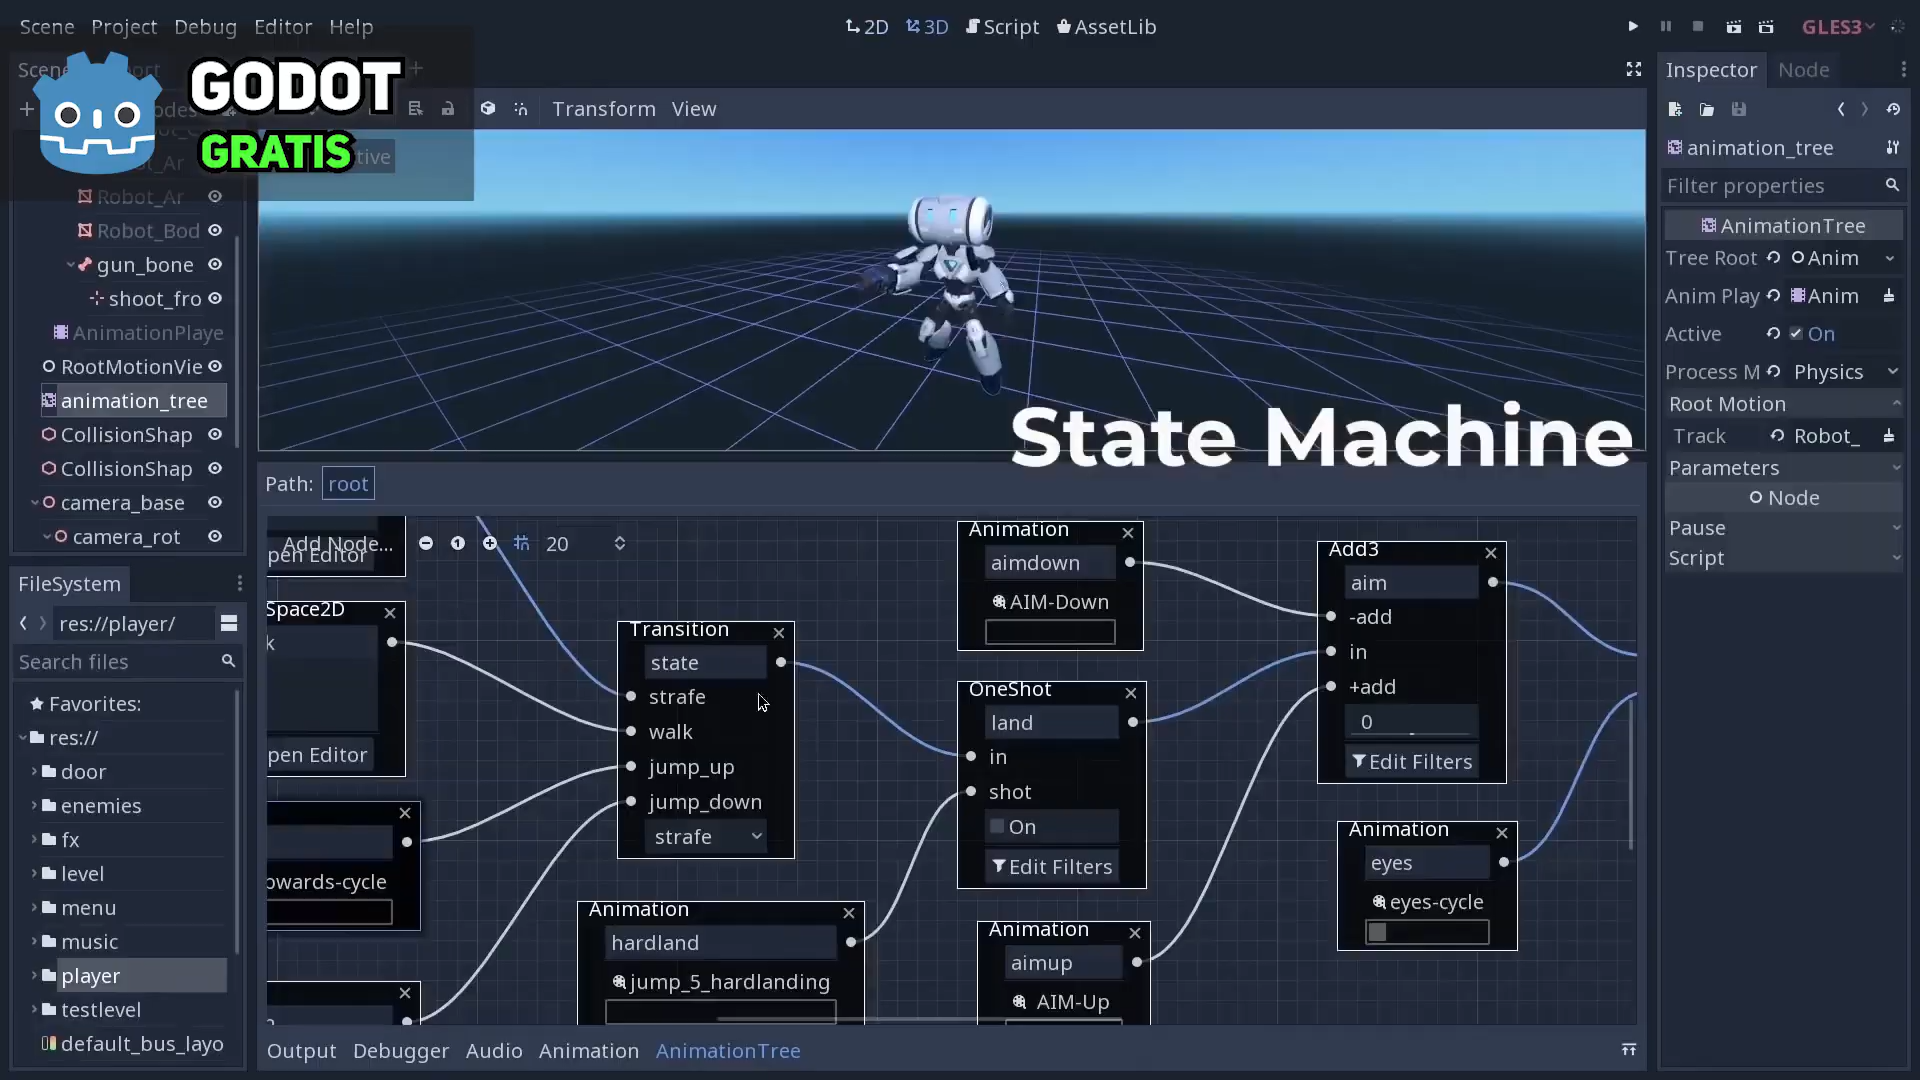 Scene Project Debug Editor Help
2D 3D Script AssetLib
GLES3
GODOT
GRATIS
Transform View
Robot_Ar
Robot_Bod
gun_bone
shoot_fro
AnimationPlaye
RootMotionVie
animation_tree
CollisionShap
CollisionShap
camera_base
camera_rot
FileSystem
res://player/
Search files
Favorites:
res://
door
enemies
fx
level
menu
music
player
testlevel
default_bus_layo
State Machine
Path: root
Add Node...
20
pen Editor
Space2D
k
pen Editor
owards-cycle
Transition
state
strafe
walk
jump_up
jump_down
strafe
Animation
hardland
jump_5_hardlanding
Animation
aimdown
AIM-Down
OneShot
land
in
shot
On
Edit Filters
Animation
aimup
AIM-Up
Add3
aim
-add
in
+add
0
Edit Filters
Animation
eyes
eyes-cycle
Output Debugger Audio Animation AnimationTree
Inspector Node
animation_tree
Filter properties
AnimationTree
Tree Root Anim
Anim Play Anim
Active On
Process M Physics
Root Motion
Track Robot_
Parameters
Node
Pause
Script